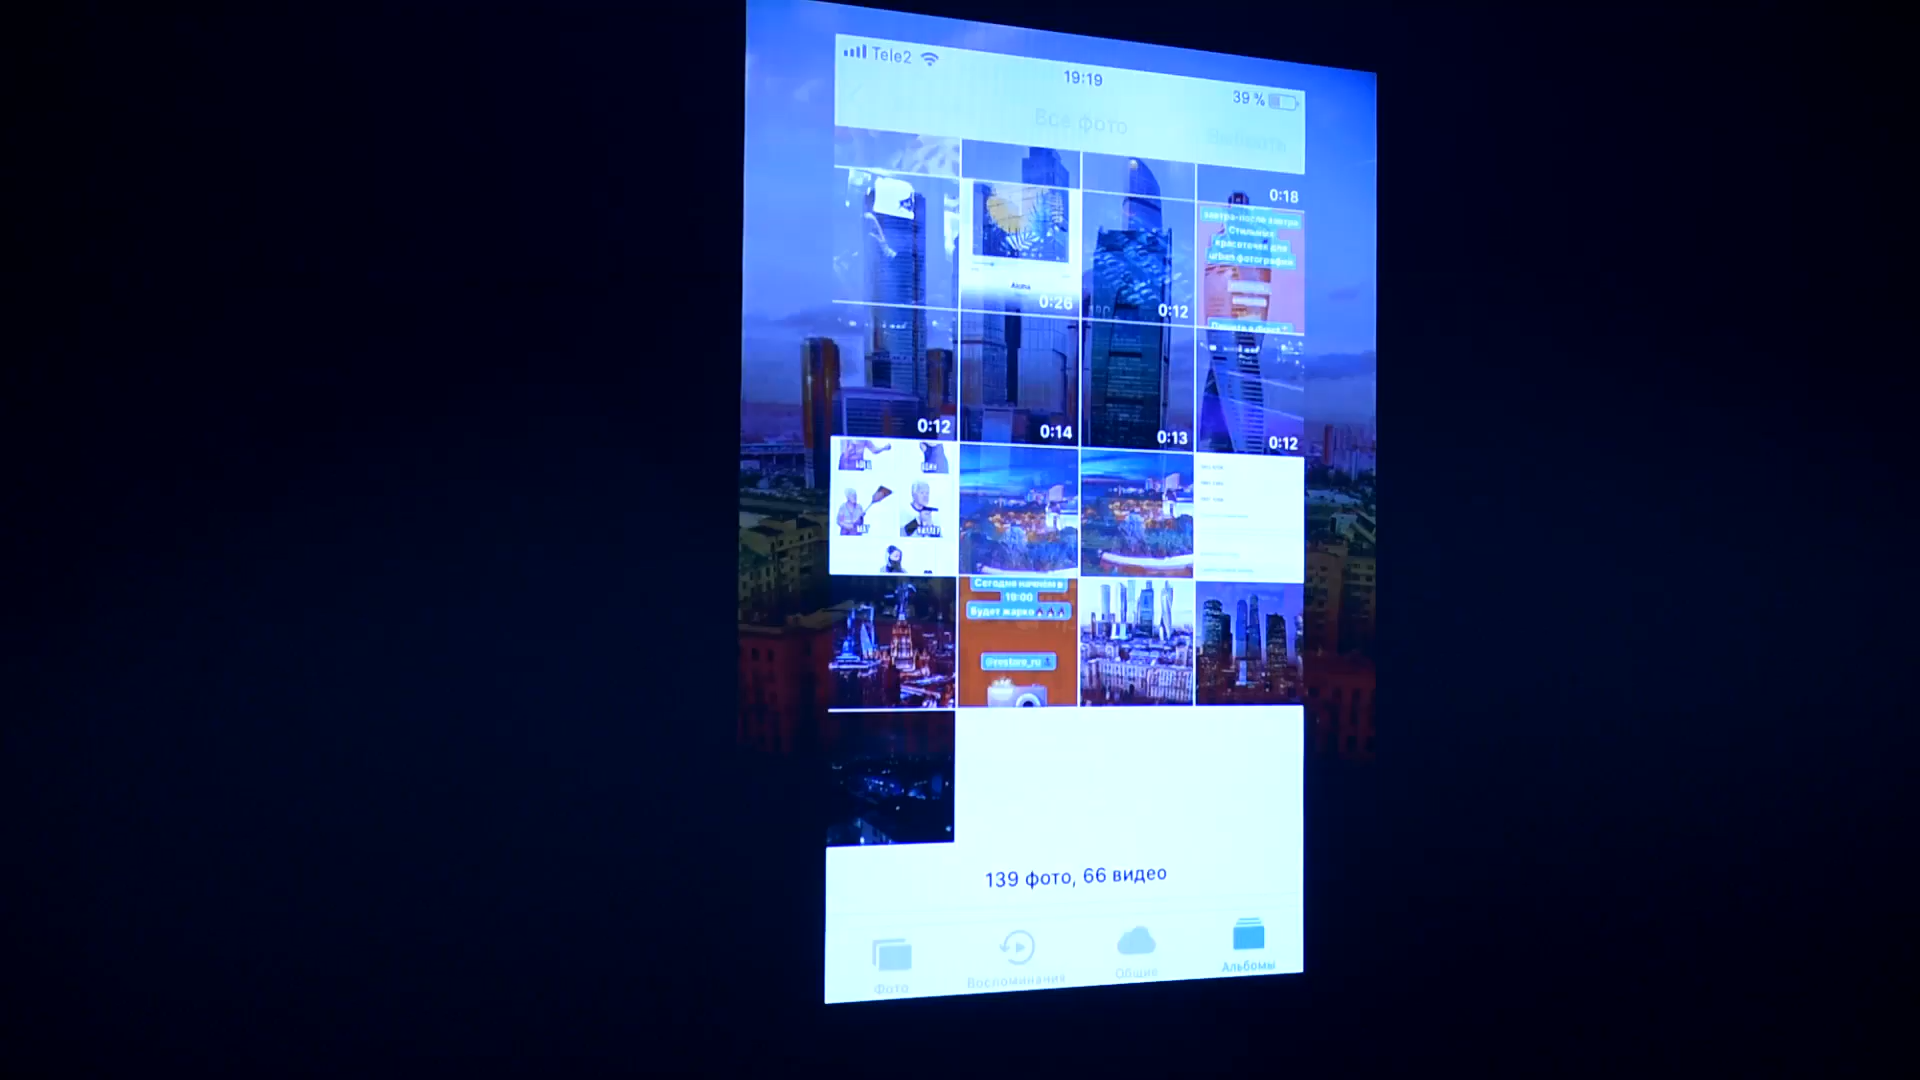 Tele2
19:19
39 %
Все фото
Выбрать
0:18
завтра-после завтра
Стильных
красоточек для
urban фотографии
Aloha
0:26
0:12
0:12
0:14
0:13
0:12
Сегодня начнём в
19:00
Будет жарко
@restore_ru
139 фото, 66 видео
Фото
Воспоминания
Общие
Альбомы